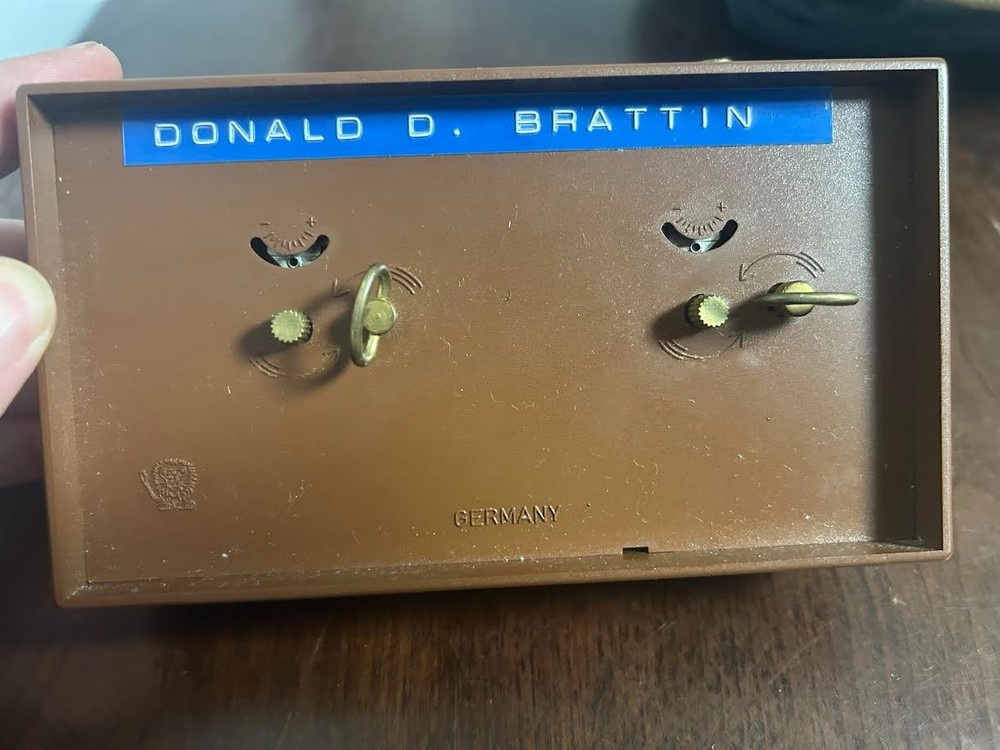 DONALD D. BRATTIN
- +
- +
GERMANY